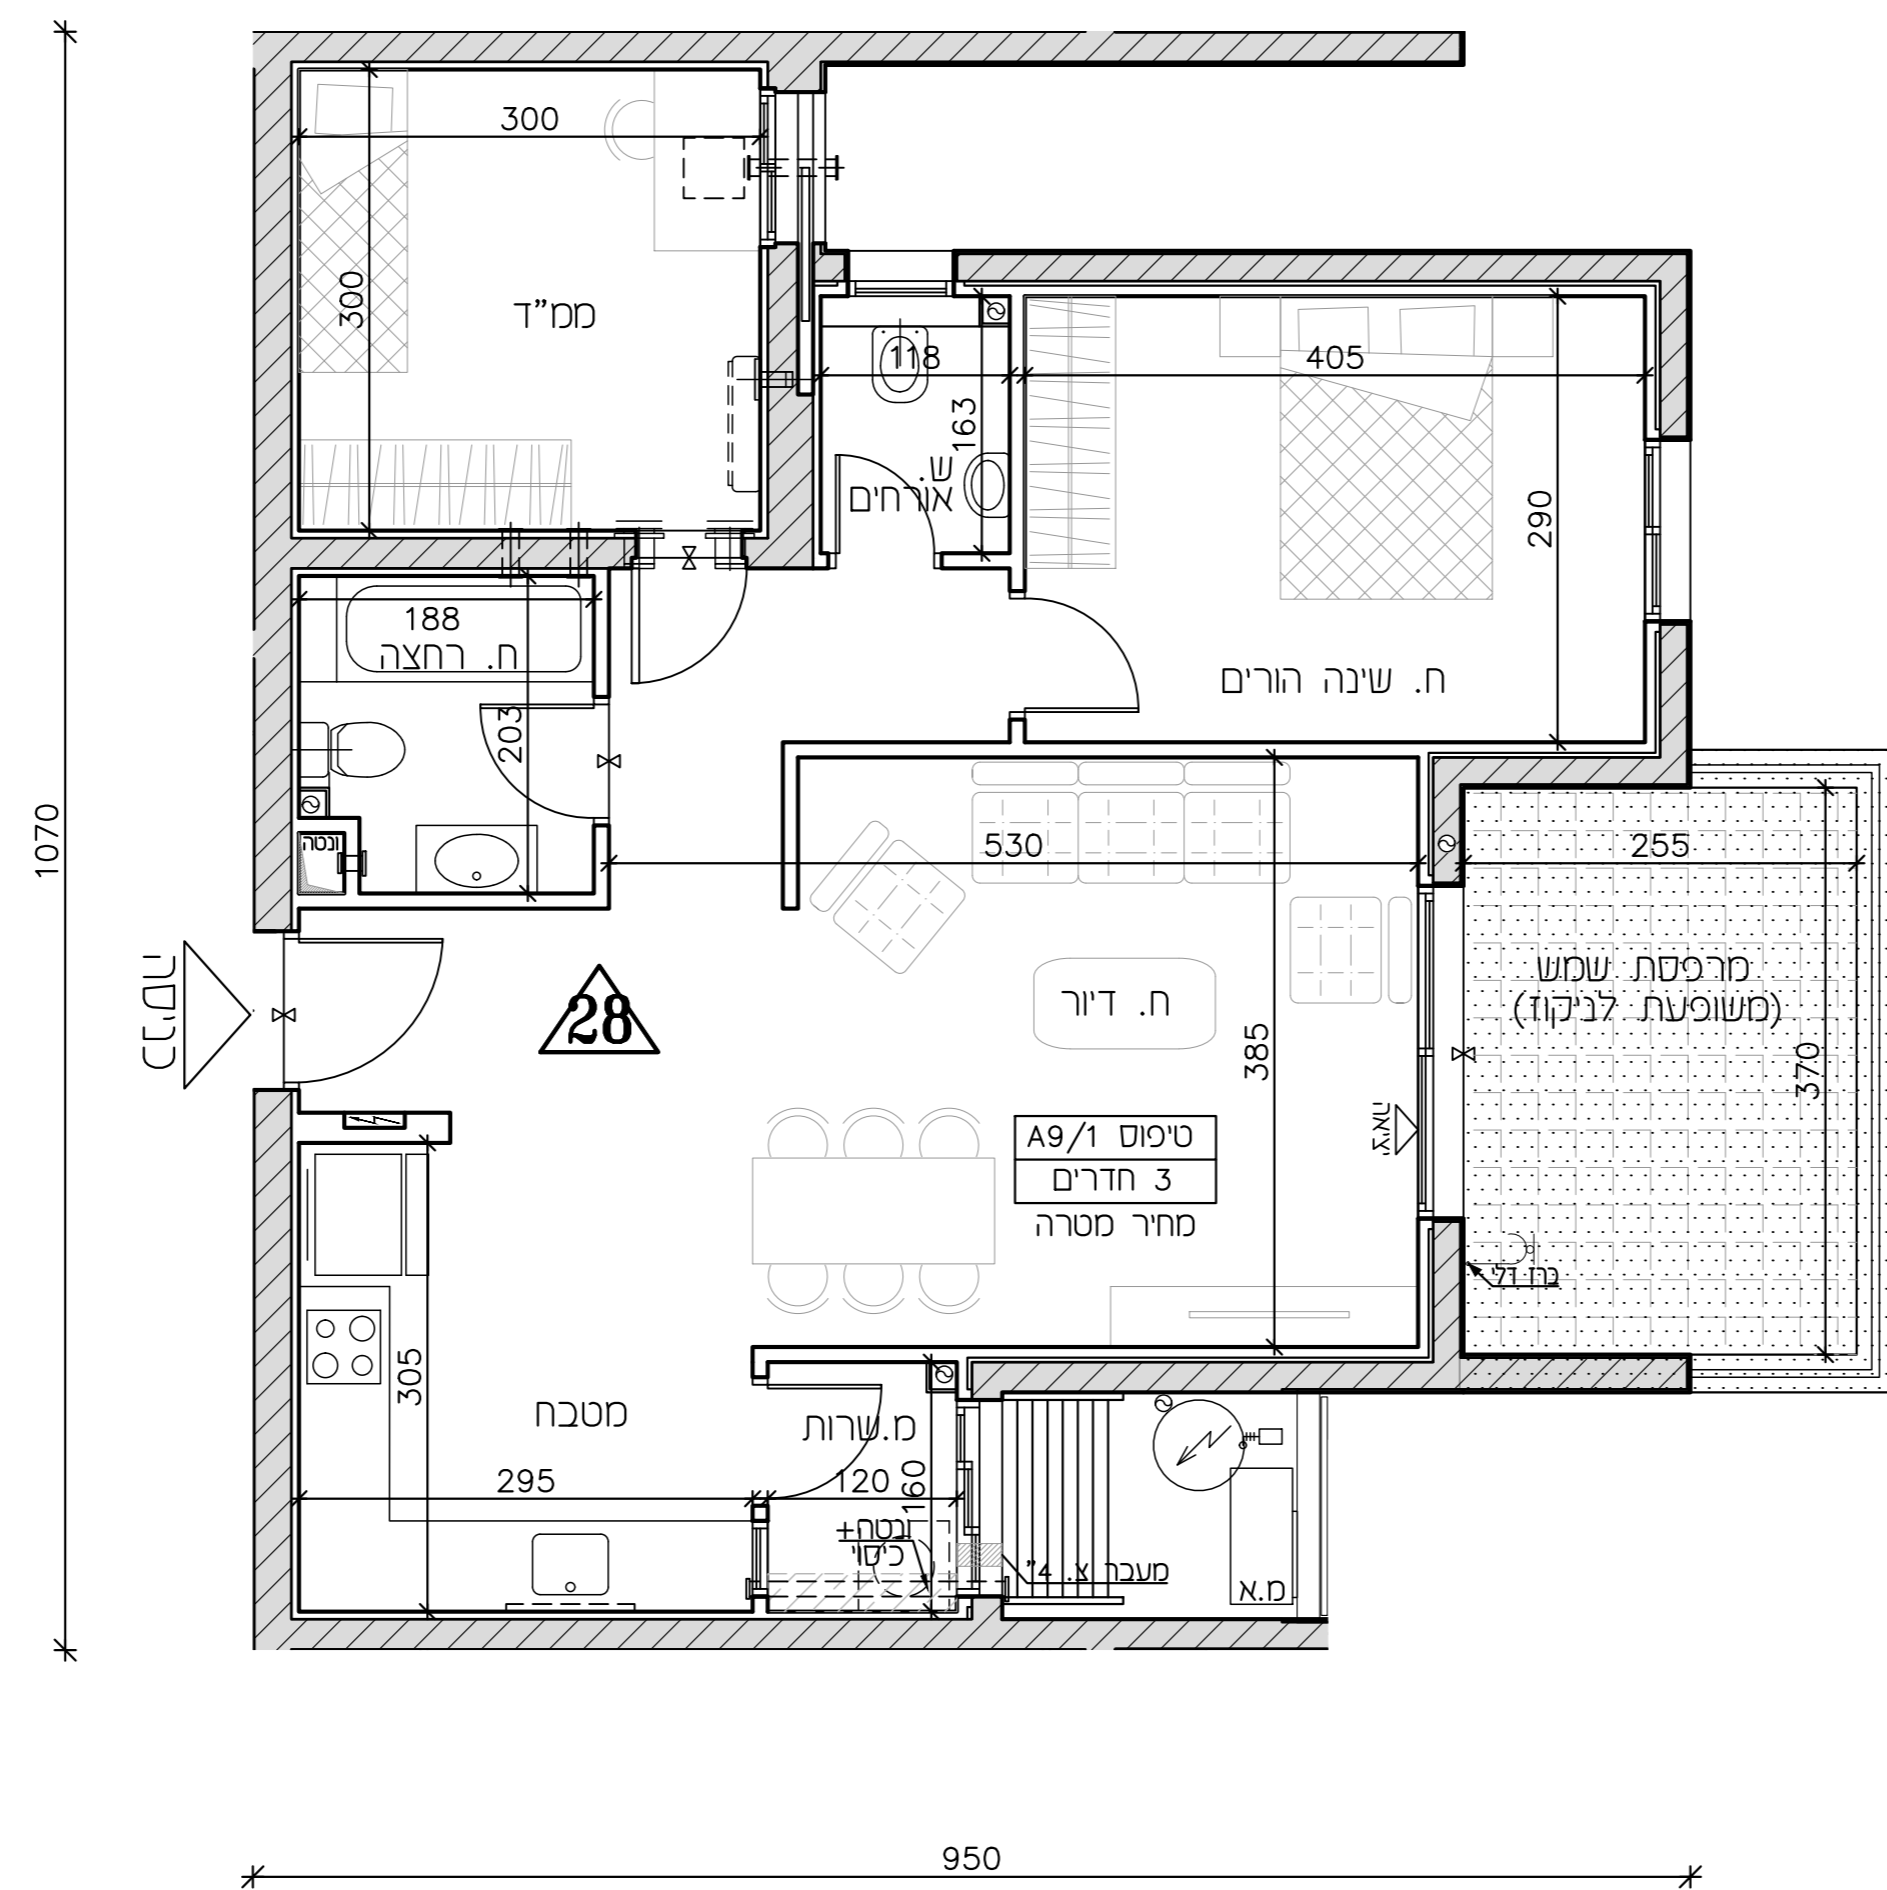 300
300
ממ"ד
118
163
ש.
אורחים
405
290
ח. שינה הורים
188
ח. רחצה
203
ונטה
530
255
1070
כניסה
28
ח. דיור
385
מרפסת שמש
(משופעת לניקוז)
370
יציאה
טיפוס A9/1
3 חדרים
מחיר מטרה
ברז דלי
305
מטבח
מ.שרות
295
120
160
ונטה+
כיסוי
מעבר צ. 4"
מ.א
950